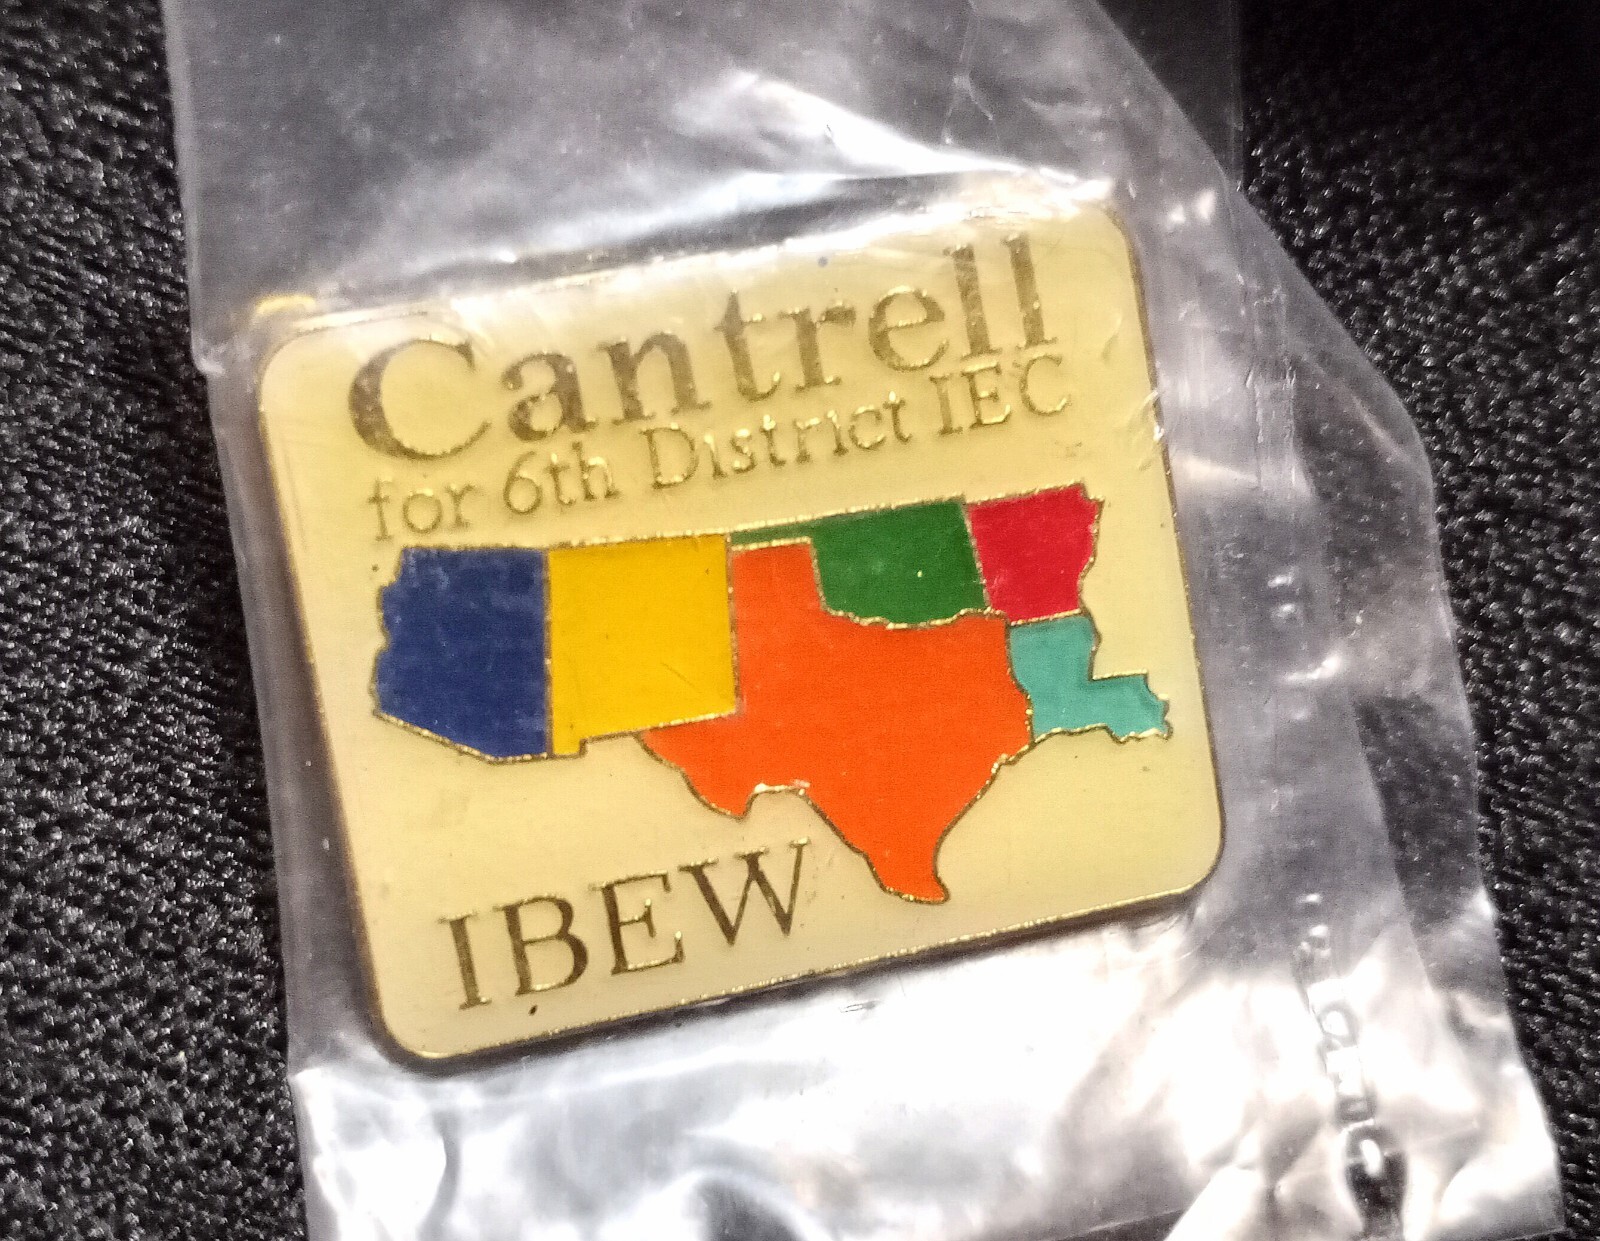 Cantrell
for 6th District IEC
IBEW